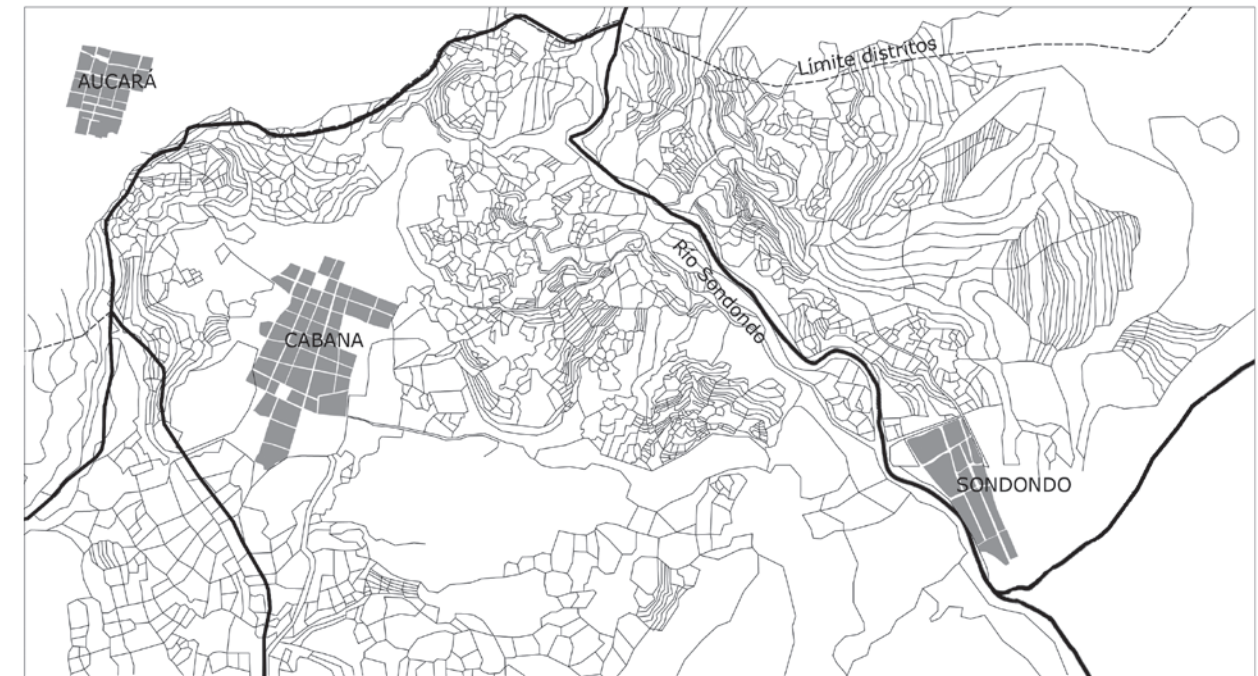 AUCARÁ
Límite distritos
Río Sondondo
CABANA
SONDONDO